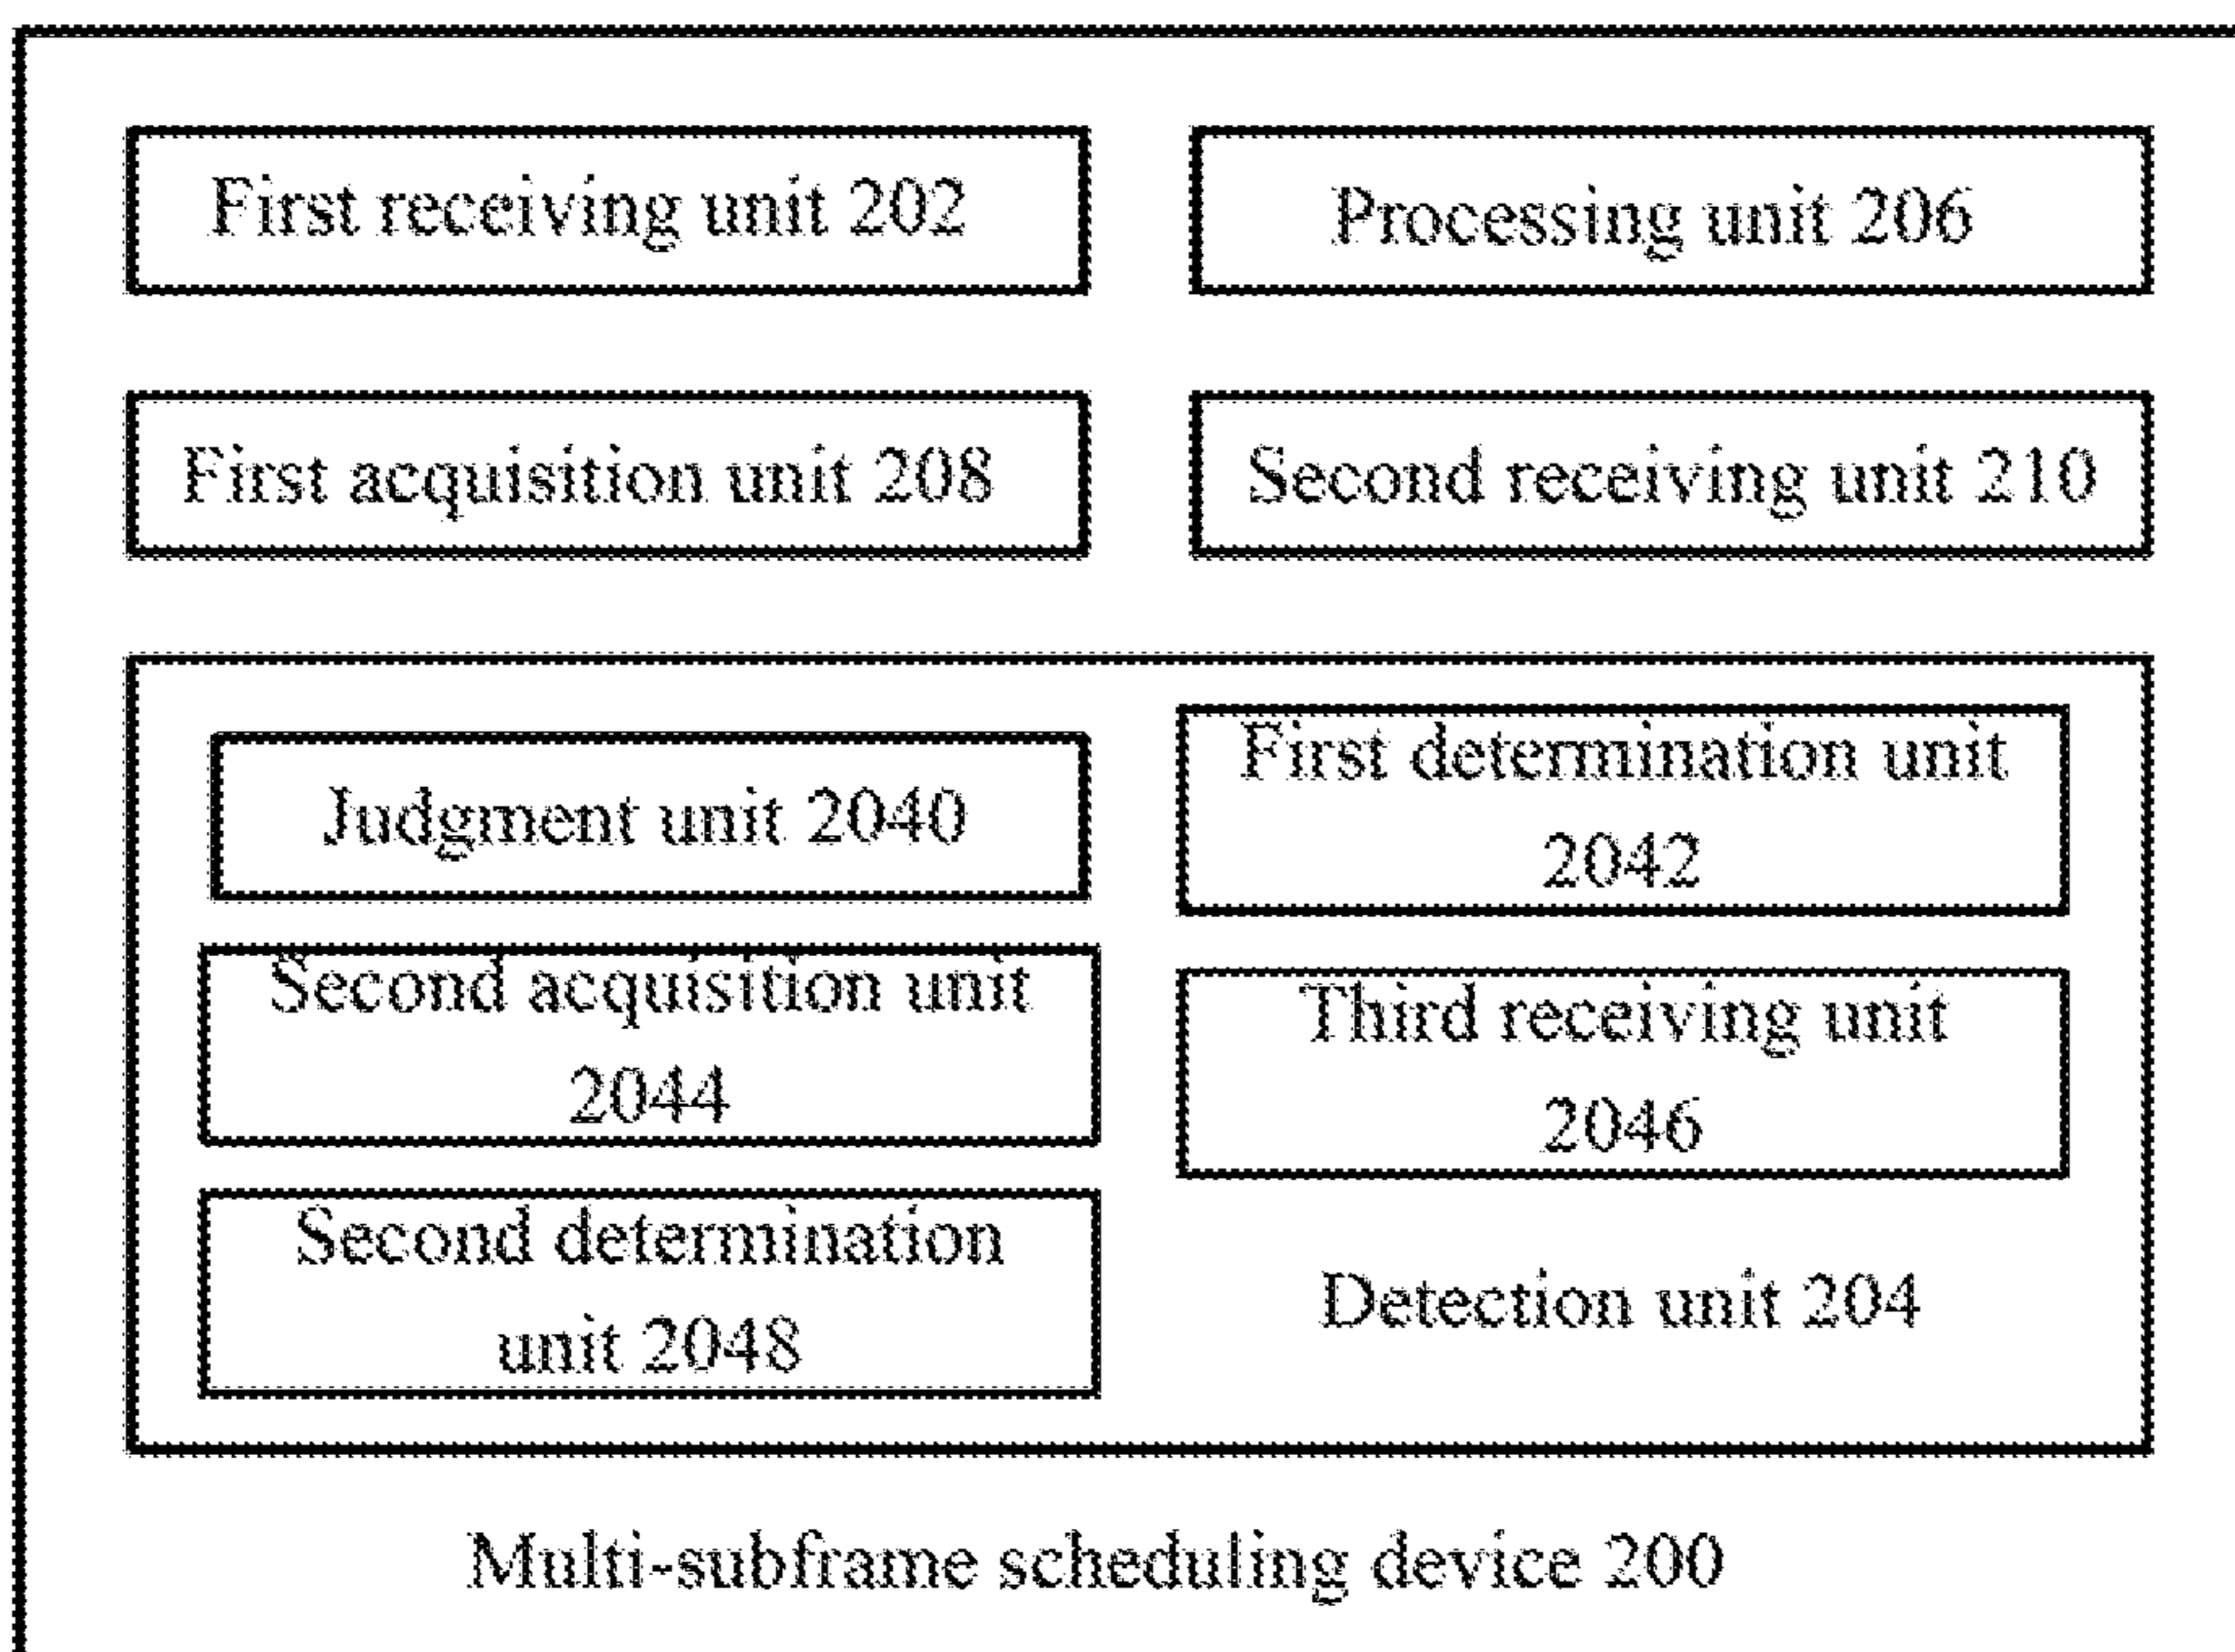 First receiving unit 202
Processing unit 206
First acquisition unit 208
Second receiving unit 210
Judgment unit 2040
First determination unit
2042
Second acquisition unit
2044
Third receiving unit
2046
Second determination
unit 2048
Detection unit 204
Multi-subframe scheduling device 200